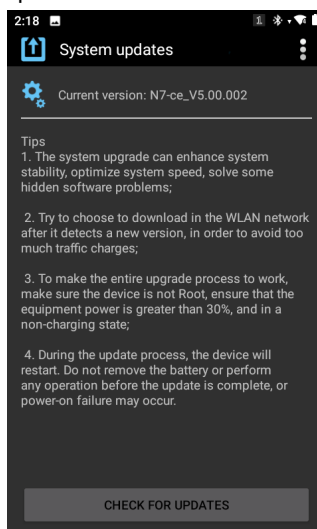 2:18
1
System updates
Current version: N7-ce_V5.00.002
Tips
1. The system upgrade can enhance system
stability, optimize system speed, solve some
hidden software problems;
2. Try to choose to download in the WLAN network
after it detects a new version, in order to avoid too
much traffic charges;
3. To make the entire upgrade process to work,
make sure the device is not Root, ensure that the
equipment power is greater than 30%, and in a
non-charging state;
4. During the update process, the device will
restart. Do not remove the battery or perform
any operation before the update is complete, or
power-on failure may occur.
CHECK FOR UPDATES